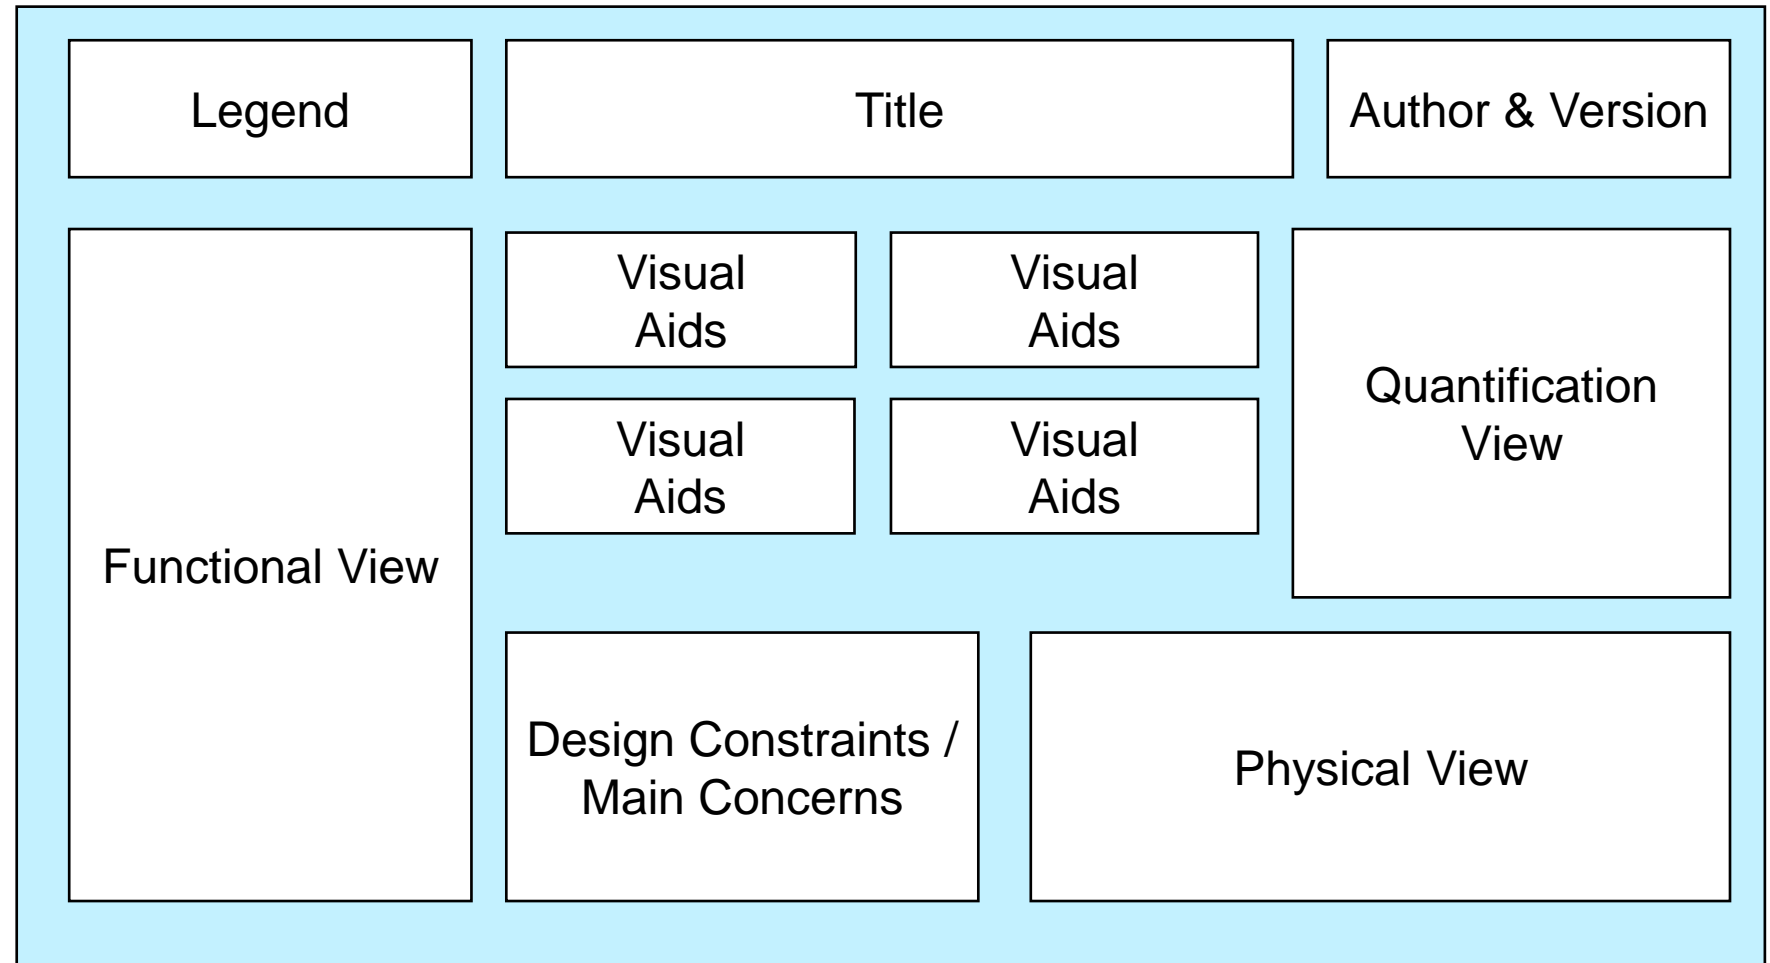 Legend
Title
Author & Version
Functional View
Visual
Aids
Visual
Aids
Visual
Aids
Visual
Aids
Quantification
View
Design Constraints /
Main Concerns
Physical View